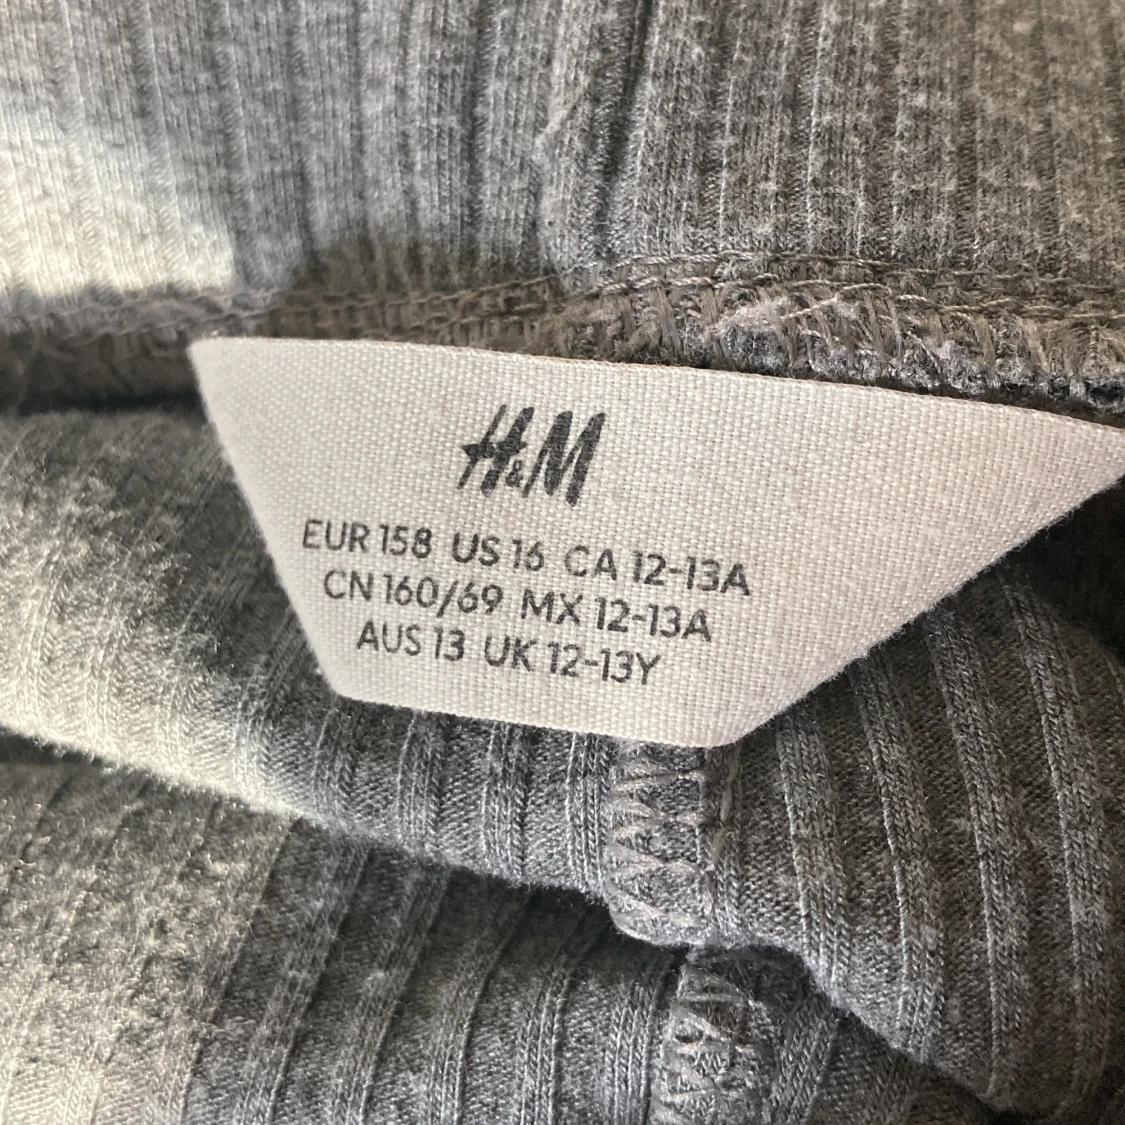 H&M
EUR 158 US 16 CA 12-13A
CN 160/69 MX 12-13A
AUS 13 UK 12-13Y